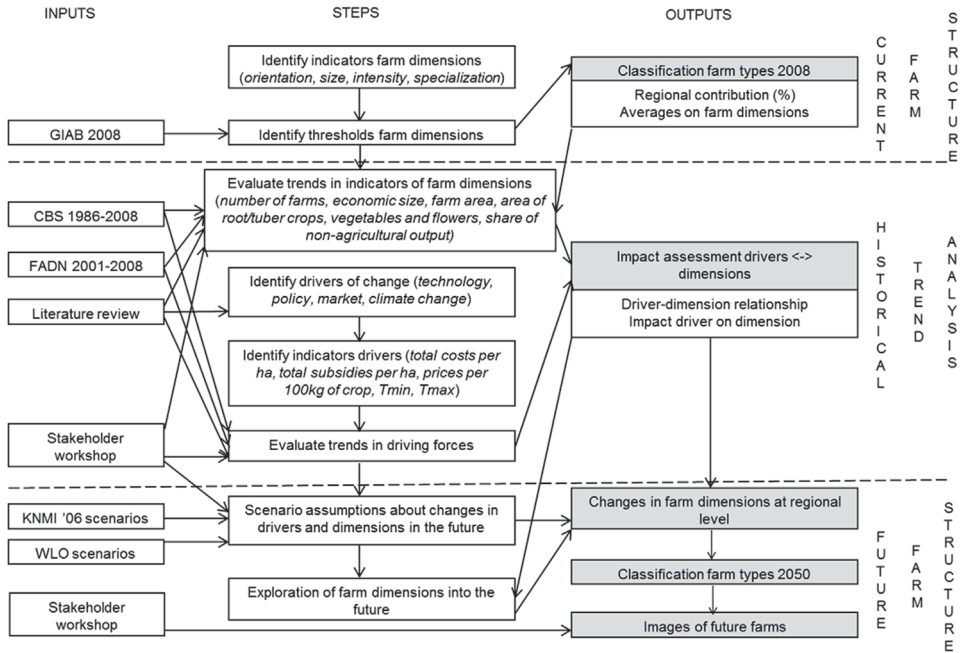 INPUTS
STEPS
OUTPUTS
Identify indicators farm dimensions
(orientation, size, intensity, specialization)
Classification farm types 2008
Regional contribution (%)
Averages on farm dimensions
GIAB 2008
Identify thresholds farm dimensions
CURRENT
FARM
STRUCTURE
Evaluate trends in indicators of farm dimensions
(number of farms, economic size, farm area, area of
root/tuber crops, vegetables and flowers, share of
non-agricultural output)
CBS 1986-2008
FADN 2001-2008
Literature review
Identify drivers of change (technology,
policy, market, climate change)
Impact assessment drivers <->
dimensions
Driver-dimension relationship
Impact driver on dimension
Identify indicators drivers (total costs per
ha, total subsidies per ha, prices per
100kg of crop, Tmin, Tmax)
Stakeholder
workshop
Evaluate trends in driving forces
HISTORICAL
TREND
ANALYSIS
KNMI ’06 scenarios
WLO scenarios
Scenario assumptions about changes in
drivers and dimensions in the future
Changes in farm dimensions at regional
level
Exploration of farm dimensions into the
future
Classification farm types 2050
Stakeholder
workshop
Images of future farms
FUTURE
FARM
STRUCTURE